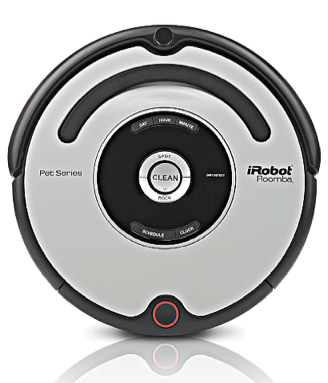 DAY HOUR MINUTE
SPOT
CLEAN
DOCK
Pet Series
iRobot
Roomba
SCHEDULE CLOCK